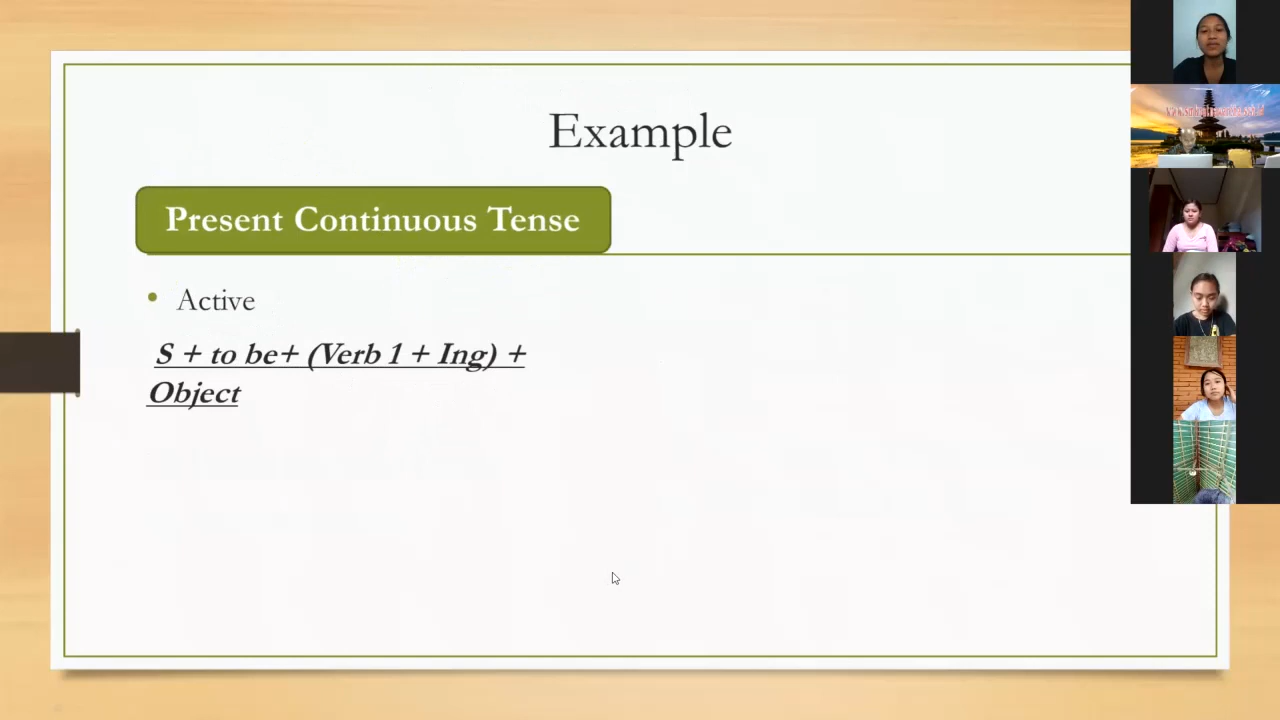 Example
Present Continuous Tense
• Active
S + to be+ (Verb 1 + Ing) +
Object